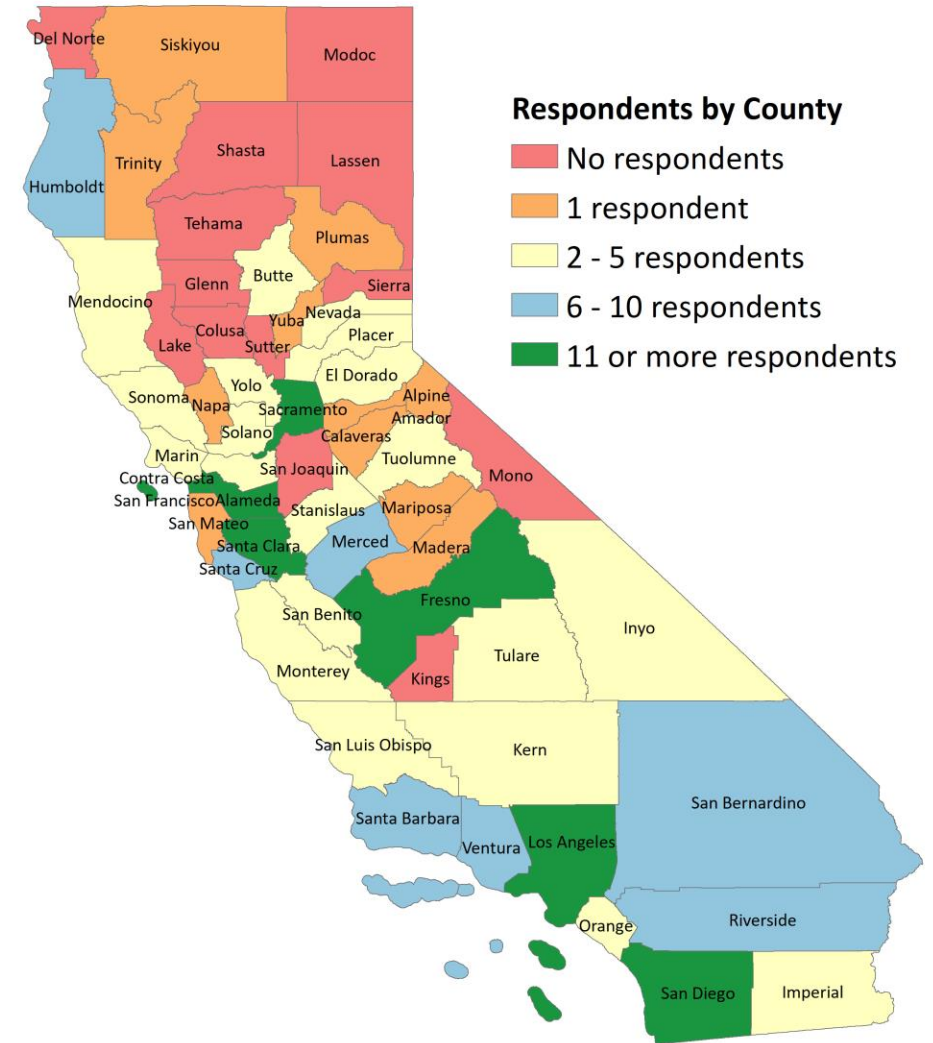 Del Norte
Siskiyou
Modoc
Respondents by County
No respondents
1 respondent
2 - 5 respondents
6 - 10 respondents
11 or more respondents
Humboldt
Trinity
Shasta
Lassen
Tehama
Plumas
Butte
Glenn
Sierra
Mendocino
Nevada
Yuba
Colusa
Placer
Lake
Sutter
El Dorado
Yolo
Sonoma
Napa
Alpine
Sacramento
Amador
Solano
Calaveras
Marin
Tuolumne
San Joaquin
Mono
Contra Costa
San Francisco
Alameda
Mariposa
Stanislaus
San Mateo
Merced
Madera
Santa Clara
Santa Cruz
Fresno
San Benito
Inyo
Tulare
Monterey
Kings
San Luis Obispo
Kern
San Bernardino
Santa Barbara
Los Angeles
Ventura
Orange
Riverside
San Diego
Imperial